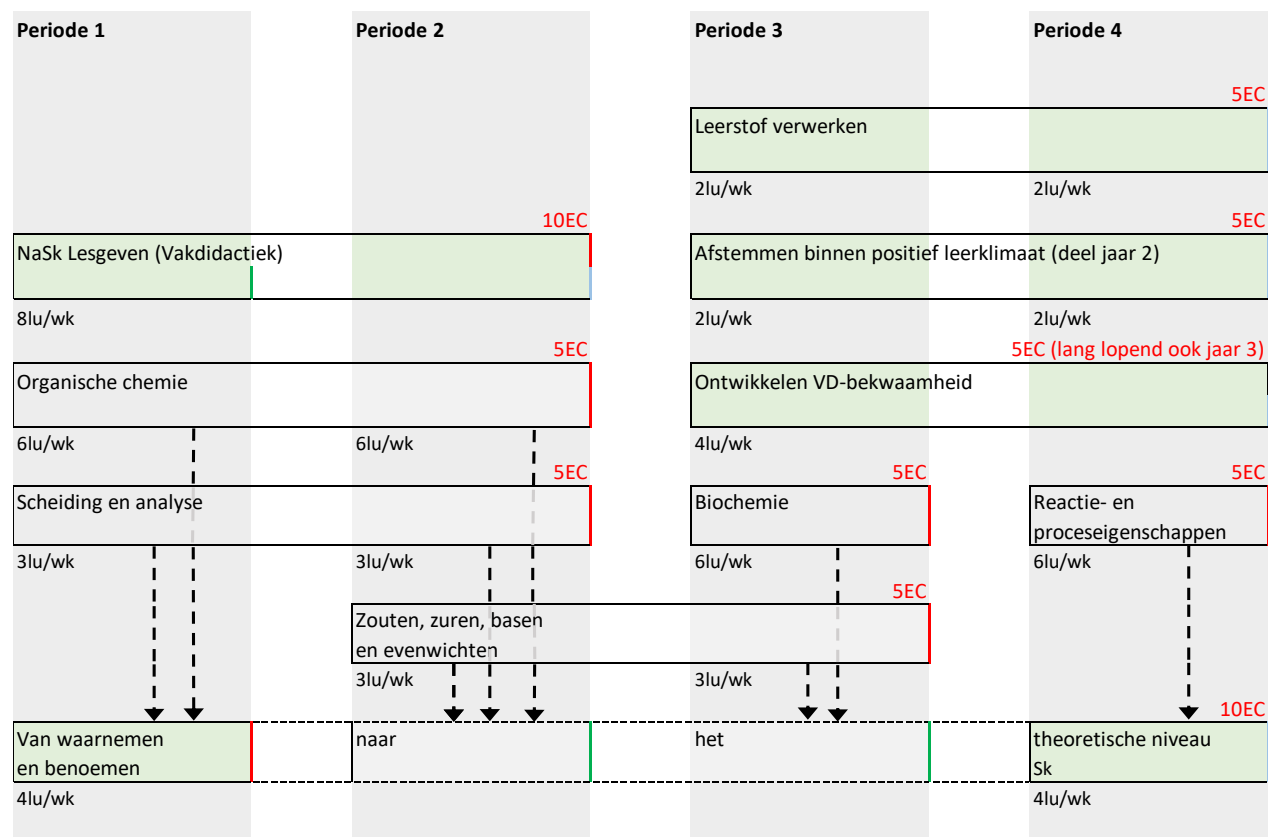 Periode 1
Periode 2
Periode 3
Periode 4
5EC
Leerstof verwerken
2lu/wk
2lu/wk
10EC
5EC
NaSk Lesgeven (Vakdidactiek)
Afstemmen binnen positief leerklimaat (deel jaar 2)
8lu/wk
2lu/wk
2lu/wk
5EC
5EC (lang lopend ook jaar 3)
Organische chemie
Ontwikkelen VD-bekwaamheid
6lu/wk
6lu/wk
4lu/wk
5EC
5EC
5EC
Scheiding en analyse
Biochemie
Reactie- en
proceseigenschappen
3lu/wk
3lu/wk
6lu/wk
6lu/wk
5EC
Zouten, zuren, basen
en evenwichten
3lu/wk
3lu/wk
10EC
Van waarnemen
en benoemen
naar
het
theoretische niveau
Sk
4lu/wk
4lu/wk